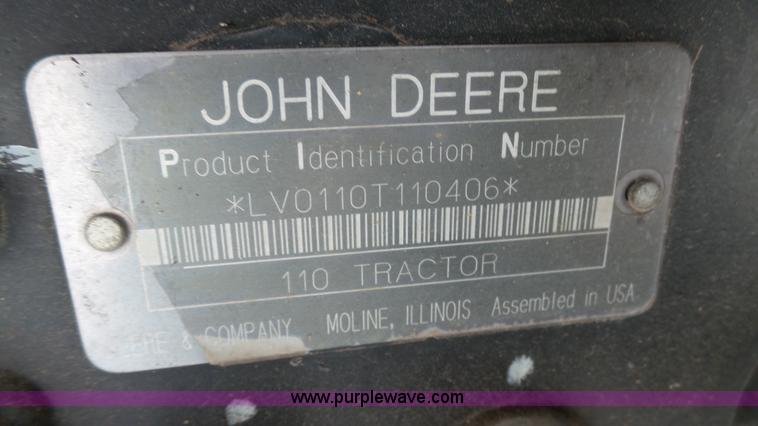 JOHN DEERE
Product Identification Number
*LV0110T110406*
110 TRACTOR
& COMPANY MOLINE, ILLINOIS Assembled in USA
www.purplewave.com